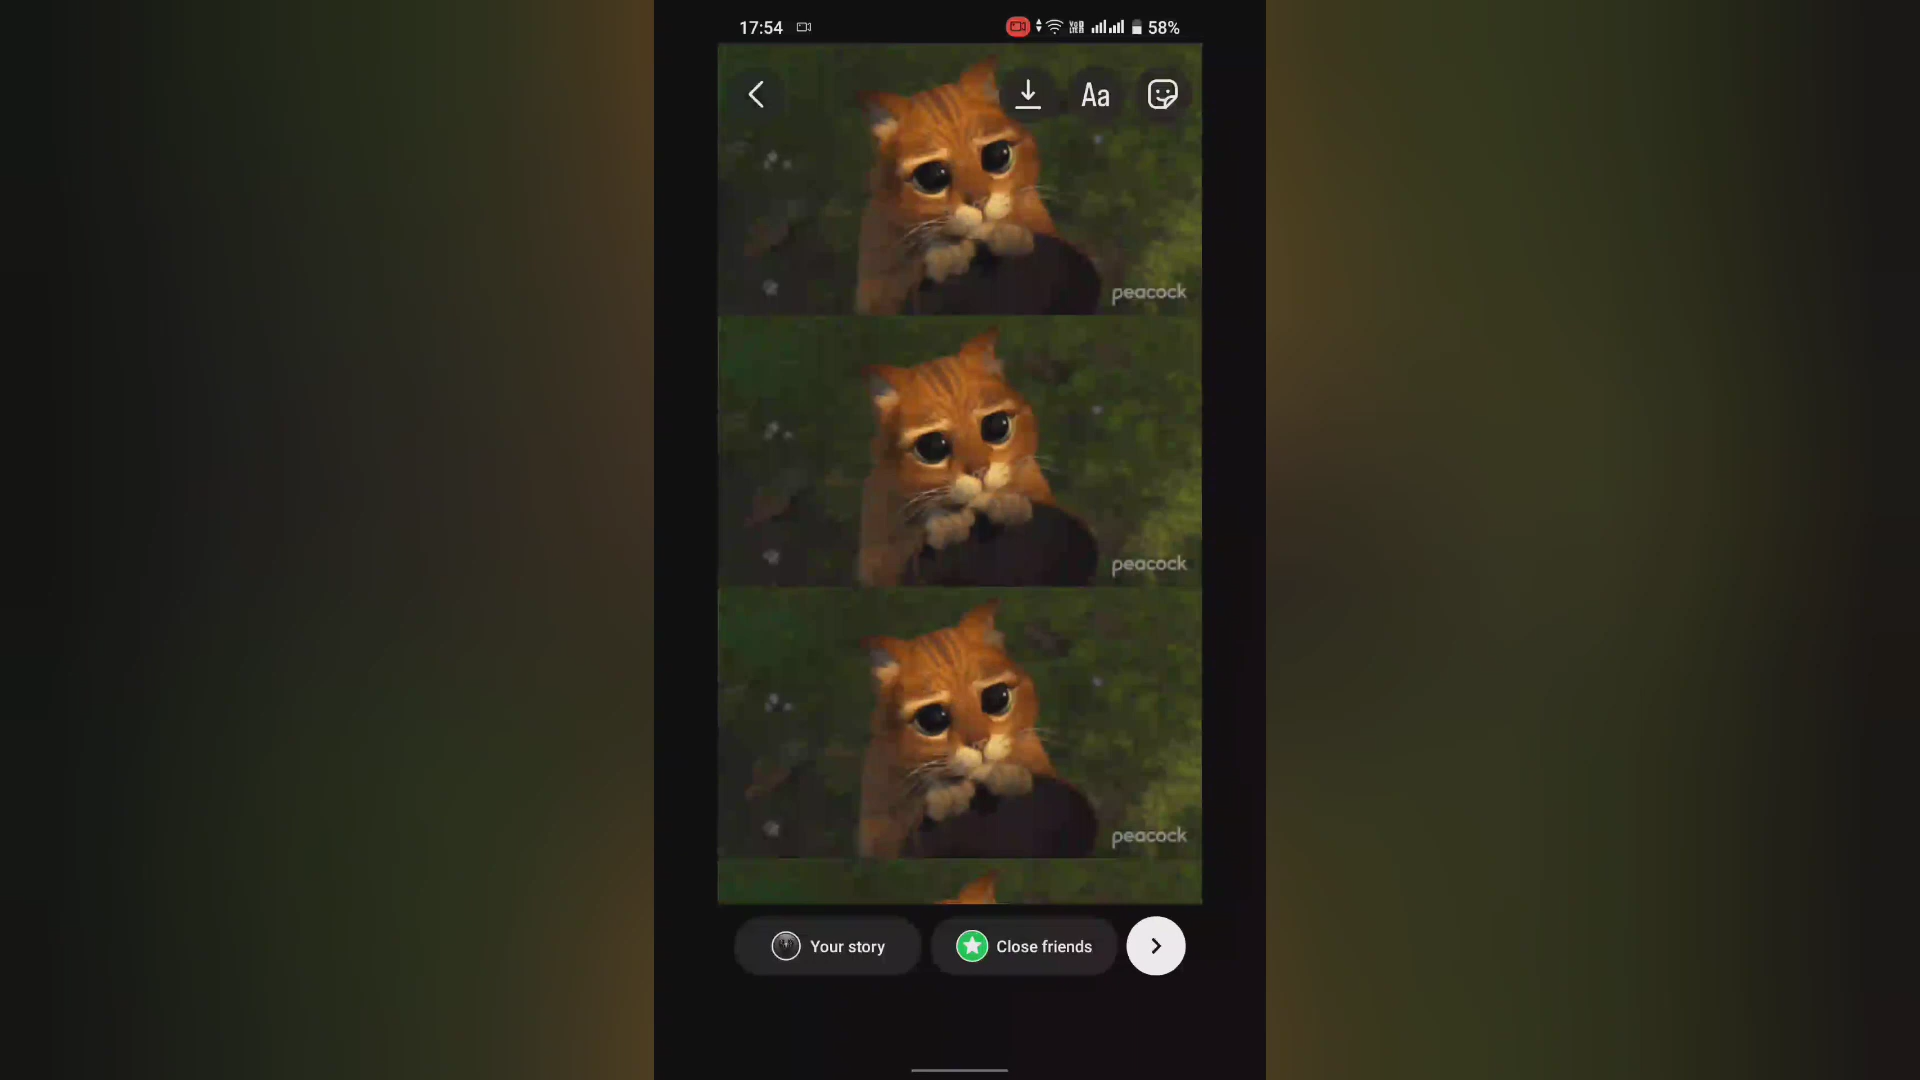 17:54
58%
Aa
peacock
peacock
peacock
Your story
Close friends